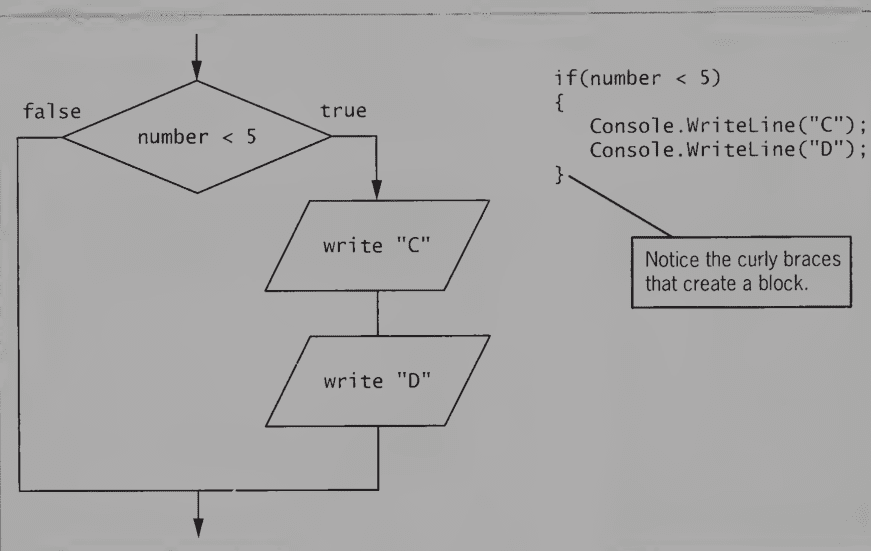 false
true
number < 5
write "C"
write "D"
if(number < 5)
{
Console.WriteLine("C");
Console.WriteLine("D");
}
Notice the curly braces
that create a block.